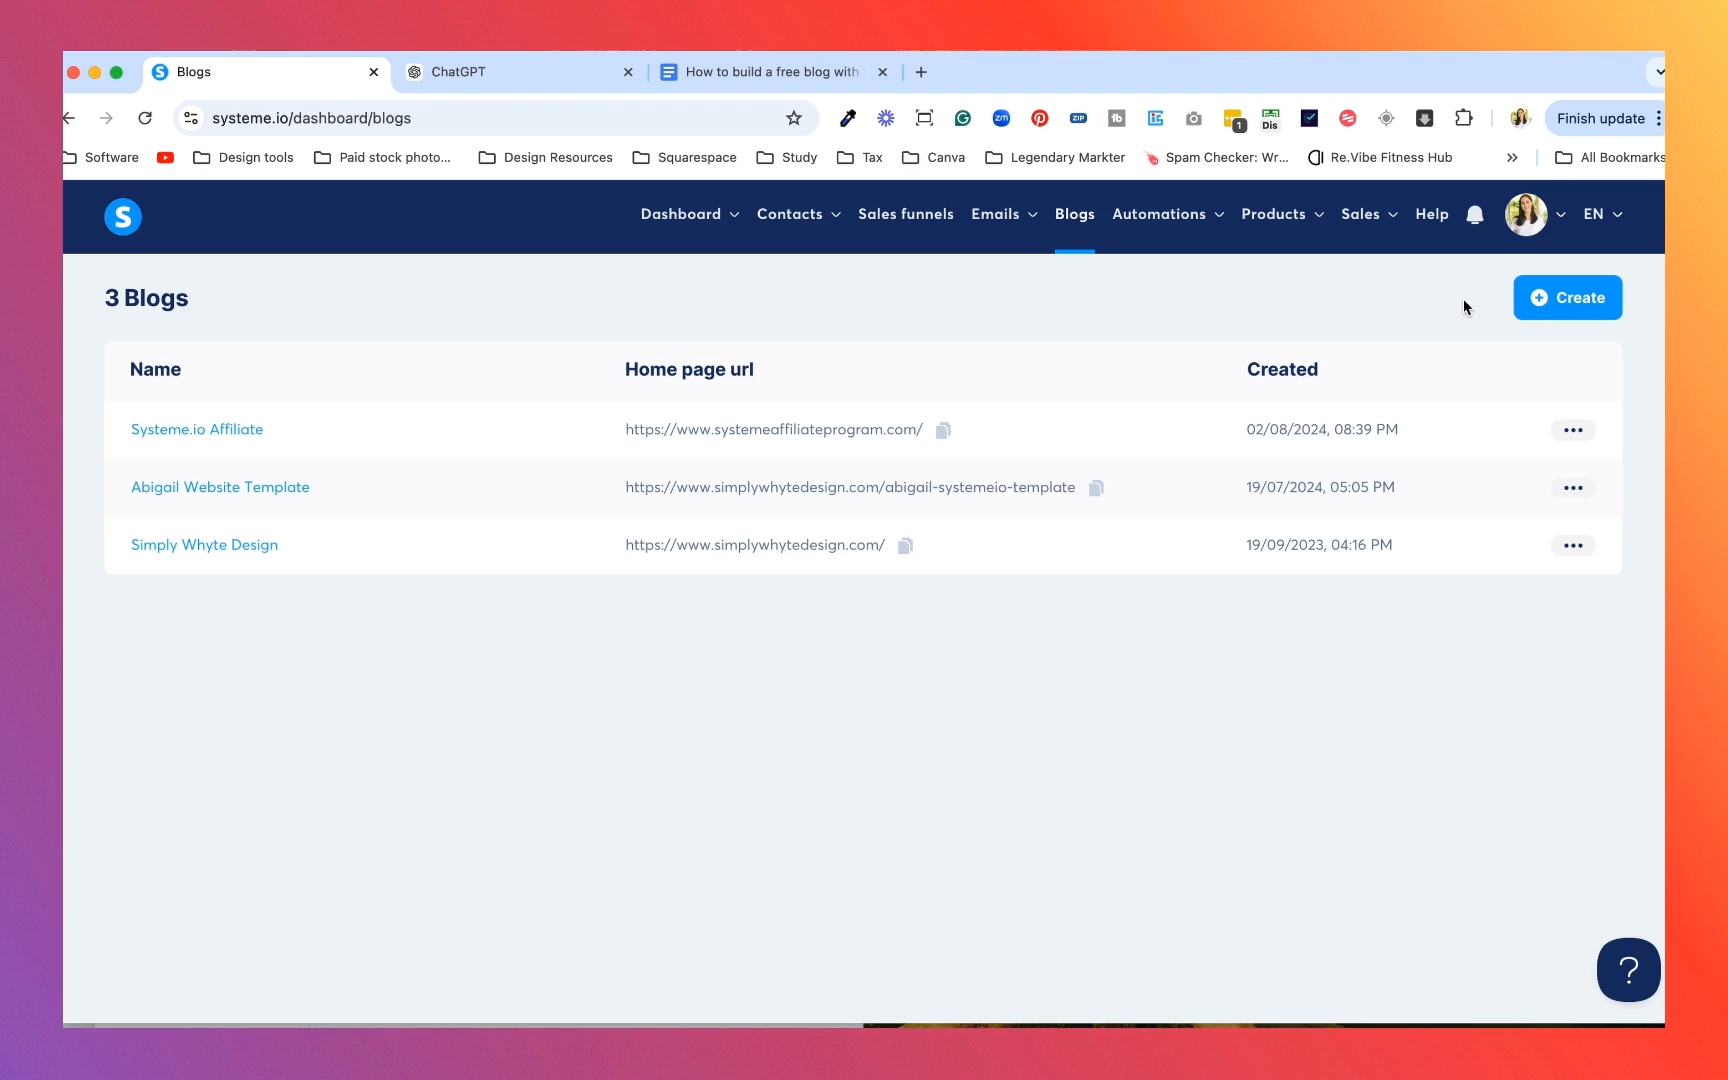 Blogs
ChatGPT
How to build a free blog with
systeme.io/dashboard/blogs
zm
ZIP
1b
1
Dis
Finish update
Software
Design tools
Paid stock photo...
Design Resources
Squarespace
Study
Tax
Canva
Legendary Markter
Spam Checker: Wr...
Re.Vibe Fitness Hub
All Bookmarks
S
Dashboard
Contacts
Sales funnels
Emails
Blogs
Automations
Products
Sales
Help
EN
3 Blogs
Create
Name Home page url Created
Systeme.io Affiliate https://www.systemeaffiliateprogram.com/ 02/08/2024, 08:39 PM
Abigail Website Template https://www.simplywhytedesign.com/abigail-systemeio-template 19/07/2024, 05:05 PM
Simply Whyte Design https://www.simplywhytedesign.com/ 19/09/2023, 04:16 PM
?